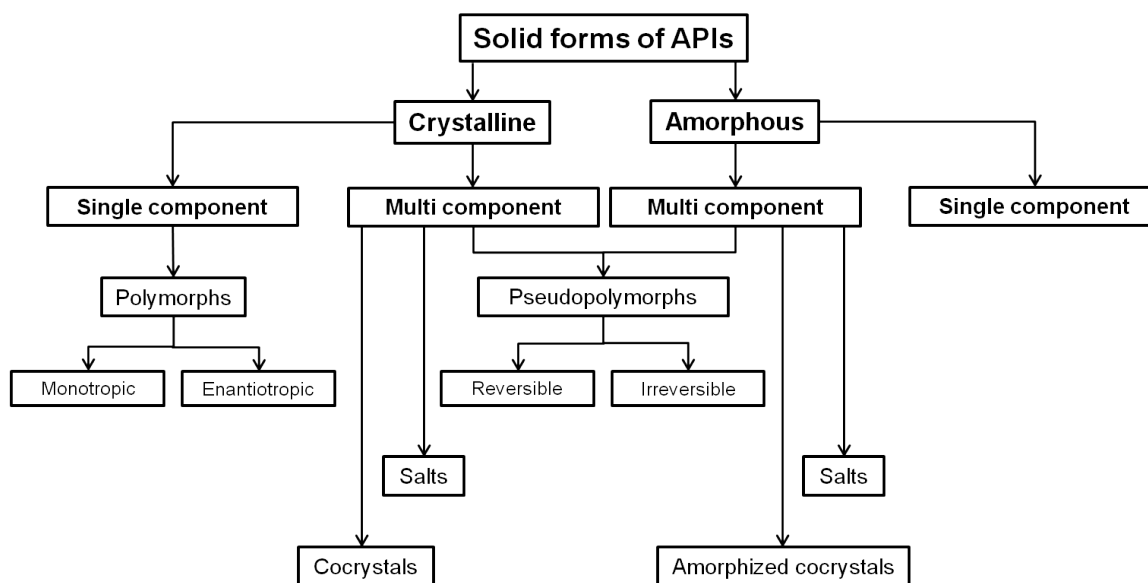 Solid forms of APIs
Crystalline
Amorphous
Single component
Multi component
Multi component
Single component
Polymorphs
Pseudopolymorphs
Monotropic
Enantiotropic
Reversible
Irreversible
Salts
Salts
Cocrystals
Amorphized cocrystals